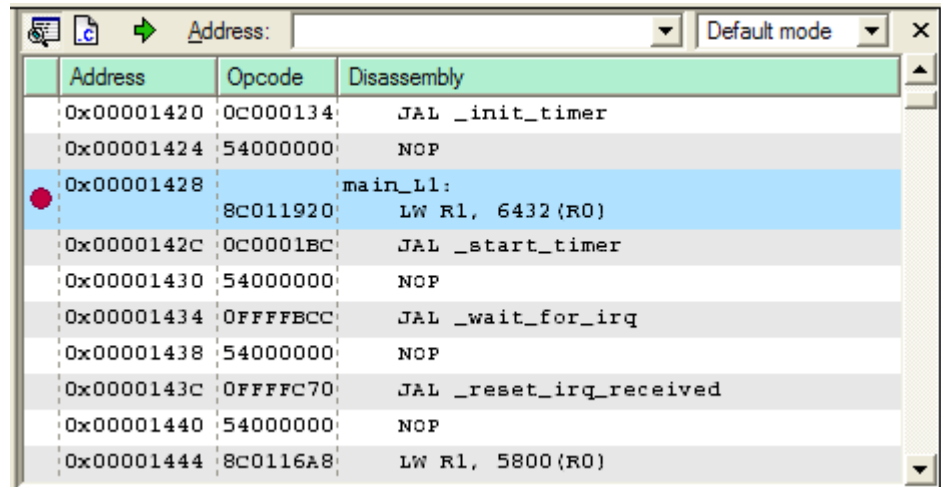 .c Address: Default mode
Address Opcode Disassembly
0x00001420 0C000134 JAL _init_timer
0x00001424 54000000 NOP
0x00001428 main_L1:
8C011920 LW R1, 6432(R0)
0x0000142C 0C0001BC JAL _start_timer
0x00001430 54000000 NOP
0x00001434 0FFFFBCC JAL _wait_for_irq
0x00001438 54000000 NOP
0x0000143C 0FFFFC70 JAL _reset_irq_received
0x00001440 54000000 NOP
0x00001444 8C0116A8 LW R1, 5800(R0)